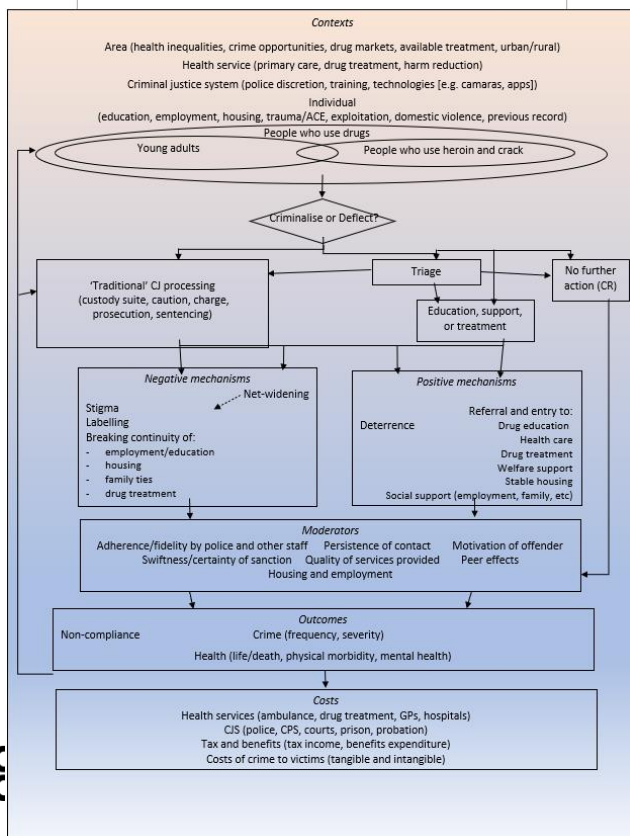 Contexts
Area (health inequalities, crime opportunities, drug markets, available treatment, urban/rural)
Health service (primary care, drug treatment, harm reduction)
Criminal justice system (police discretion, training, technologies [e.g. camaras, apps])
Individual
(education, employment, housing, trauma/ACE, exploitation, domestic violence, previous record)
People who use drugs
Young adults
People who use heroin and crack
Criminalise or Deflect?
'Traditional' CJ processing
(custody suite, caution, charge,
prosecution, sentencing)
Triage
No further
action (CR)
Education, support,
or treatment
Negative mechanisms
Net-widening
Stigma
Labelling
Breaking continuity of:
- employment/education
- housing
- family ties
- drug treatment
Positive mechanisms
Deterrence
Referral and entry to:
Drug education
Health care
Drug treatment
Welfare support
Stable housing
Social support (employment, family, etc)
Moderators
Adherence/fidelity by police and other staff Persistence of contact Motivation of offender
Swiftness/certainty of sanction Quality of services provided Peer effects
Housing and employment
Outcomes
Non-compliance Crime (frequency, severity)
Health (life/death, physical morbidity, mental health)
Costs
Health services (ambulance, drug treatment, GPs, hospitals)
CJS (police, CPS, courts, prison, probation)
Tax and benefits (tax income, benefits expenditure)
Costs of crime to victims (tangible and intangible)